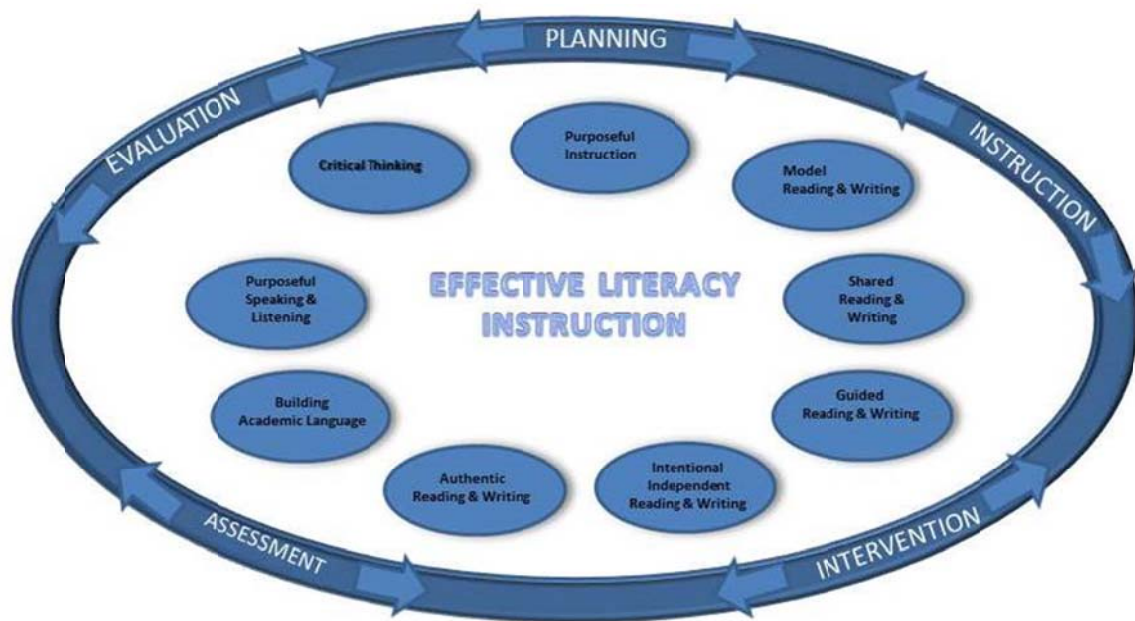 PLANNING
EVALUATION
INSTRUCTION
Critical Thinking
Purposeful
Instruction
Model
Reading & Writing
Purposeful
Speaking &
Listening
EFFECTIVE LITERACY
INSTRUCTION
Shared
Reading &
Writing
Building
Academic Language
Guided
Reading & Writing
Authentic
Reading & Writing
Intentional
Independent
Reading & Writing
ASSESSMENT
INTERVENTION